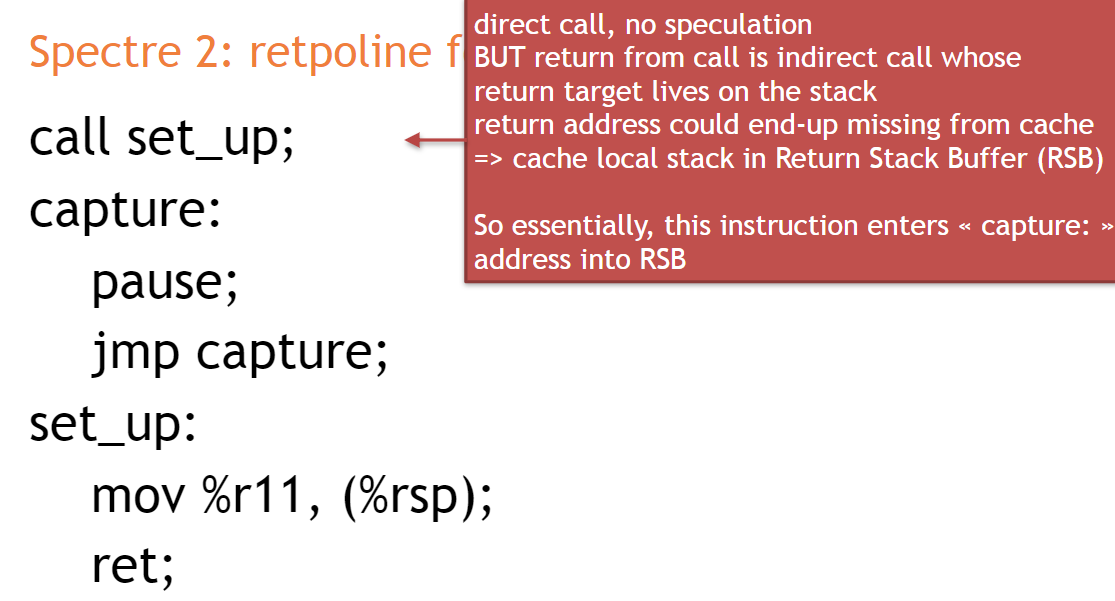 Spectre 2: retpoline
direct call, no speculation
BUT return from call is indirect call whose
return target lives on the stack
return address could end-up missing from cache
=> cache local stack in Return Stack Buffer (RSB)
So essentially, this instruction enters « capture: »
address into RSB
call set_up;
capture:
pause;
jmp capture;
set_up:
mov %r11, (%rsp);
ret;